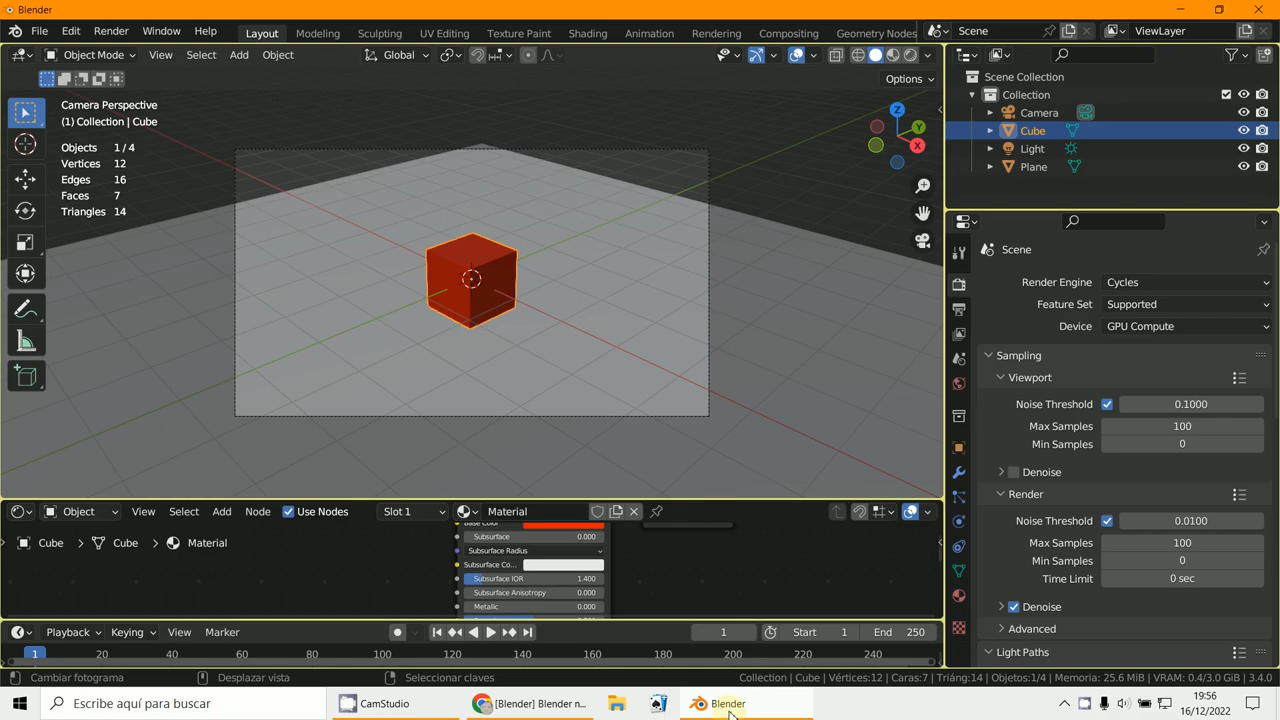 Blender
File Edit Render Window Help Layout Modeling Sculpting UV Editing Texture Paint Shading Animation Rendering Compositing Geometry Nodes Scene ViewLayer
Object Mode View Select Add Object Global
Options
Camera Perspective
(1) Collection | Cube
Objects 1 / 4
Vertices 12
Edges 16
Faces 7
Triangles 14
Z
Y
X
Scene Collection
Collection
Camera
Cube
Light
Plane
Scene
Render Engine Cycles
Feature Set Supported
Device GPU Compute
Sampling
Viewport
Noise Threshold 0.1000
Max Samples 100
Min Samples 0
Denoise
Render
Noise Threshold 0.0100
Max Samples 100
Min Samples 0
Time Limit 0 sec
Denoise
Advanced
Light Paths
Object View Select Add Node Use Nodes Slot 1 Material
Cube > Cube > Material
Base Color
Subsurface 0.000
Subsurface Radius
Subsurface Co...
Subsurface IOR 1.400
Subsurface Anisotropy 0.000
Metallic 0.000
Playback Keying View Marker 1 Start 1 End 250
1 20 40 60 80 100 120 140 160 180 200 220 240
Cambiar fotograma Desplazar vista Seleccionar claves Collection | Cube | Vértices:12 | Caras:7 | Triáng:14 | Objetos:1/4 | Memoria: 25.6 MiB | VRAM: 0.4/3.0 GiB | 3.4.0
Escribe aquí para buscar CamStudio [Blender] Blender n... Blender
19:56
16/12/2022